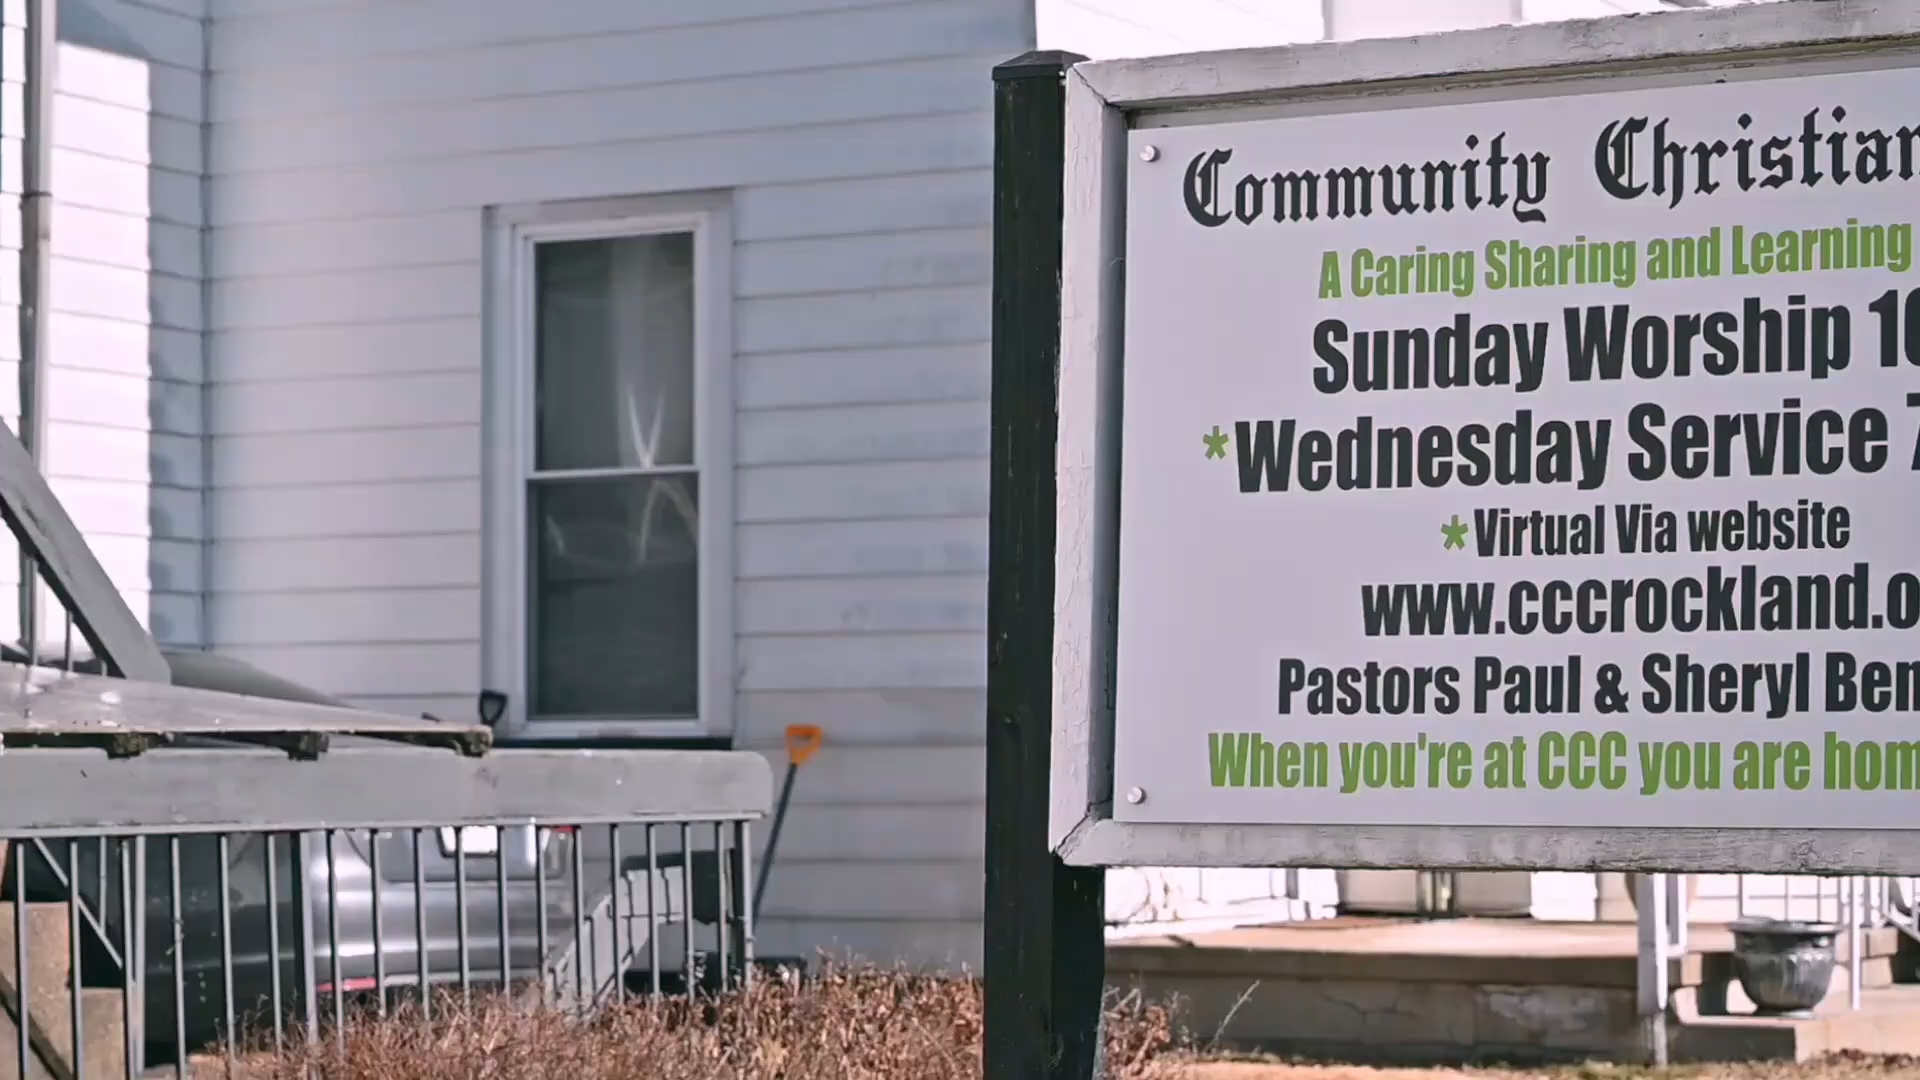 Community Christian
A Caring Sharing and Learning
Sunday Worship 10
*Wednesday Service 7
*Virtual Via website
www.cccrockland.o
Pastors Paul & Sheryl Ben
When you're at CCC you are hom